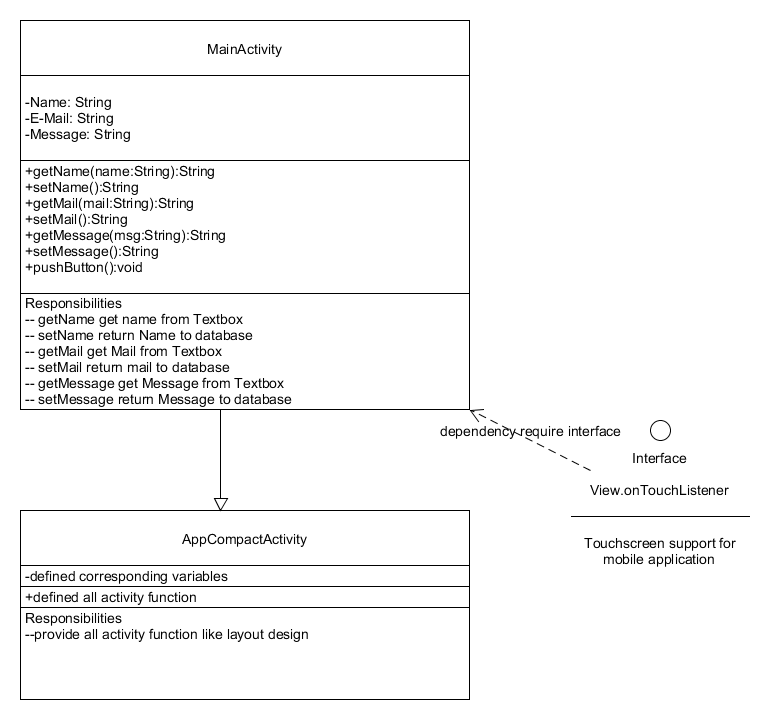 MainActivity
-Name: String
-E-Mail: String
-Message: String
+getName(name:String):String
+setName():String
+getMail(mail:String):String
+setMail():String
+getMessage(msg:String):String
+setMessage():String
+pushButton():void
Responsibilities
-- getName get name from Textbox
-- setName return Name to database
-- getMail get Mail from Textbox
-- setMail return mail to database
-- getMessage get Message from Textbox
-- setMessage return Message to database
dependency require interface
Interface
View.onTouchListener
Touchscreen support for
mobile application
AppCompactActivity
-defined corresponding variables
+defined all activity function
Responsibilities
--provide all activity function like layout design